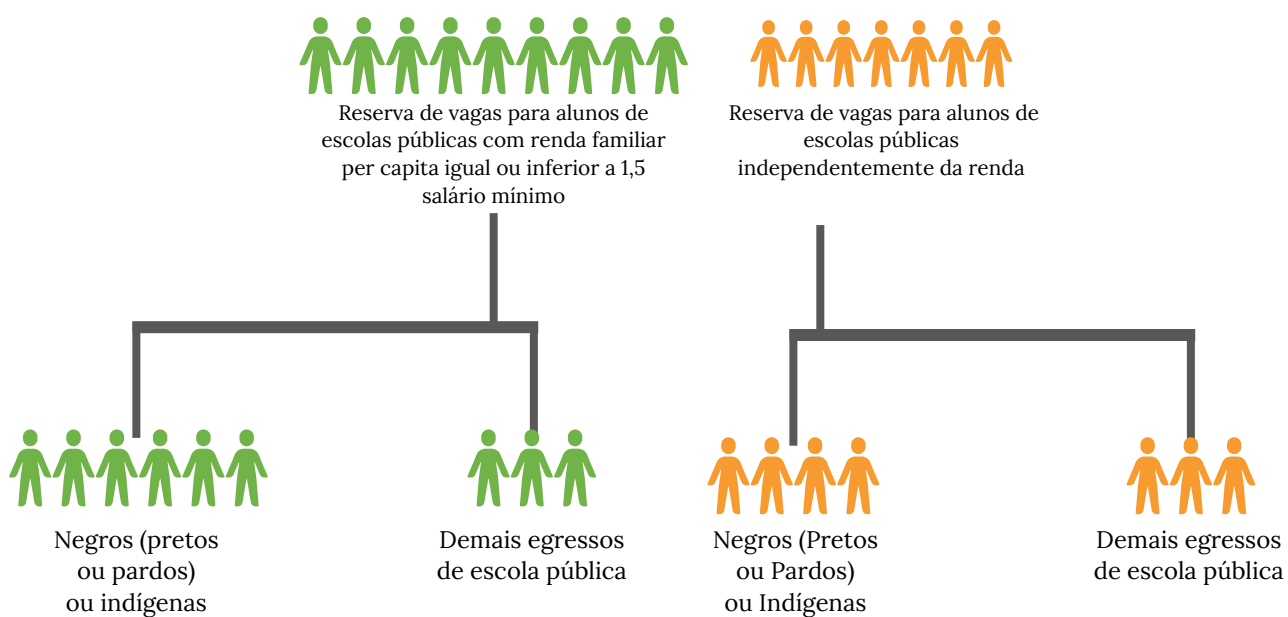 Reserva de vagas para alunos de
escolas públicas com renda familiar
per capita igual ou inferior a 1,5
salário mínimo
Reserva de vagas para alunos de
escolas públicas
independentemente da renda
Negros (pretos
ou pardos)
ou indígenas
Demais egressos
de escola pública
Negros (Pretos
ou Pardos)
ou Indígenas
Demais egressos
de escola pública